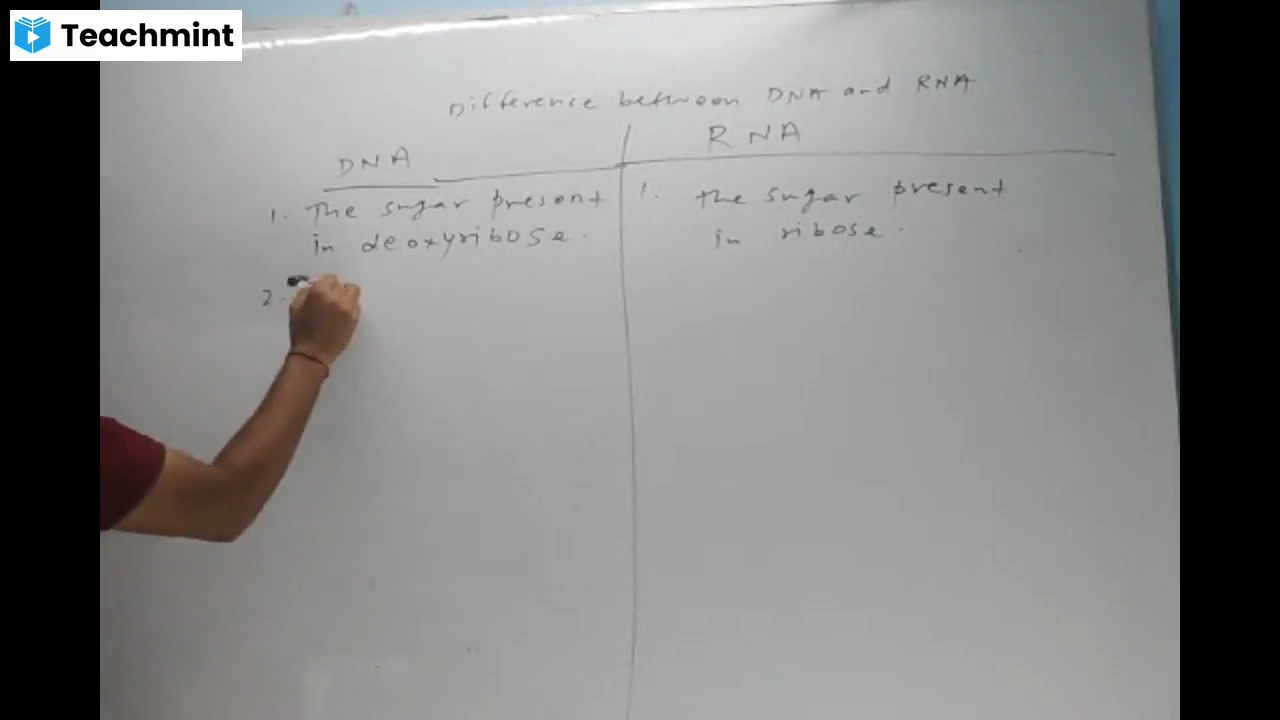 Teachmint
Difference between DNA and RNA
DNA
RNA
1. The sugar present
in deoxyribose.
2.
1. the sugar present
in ribose.